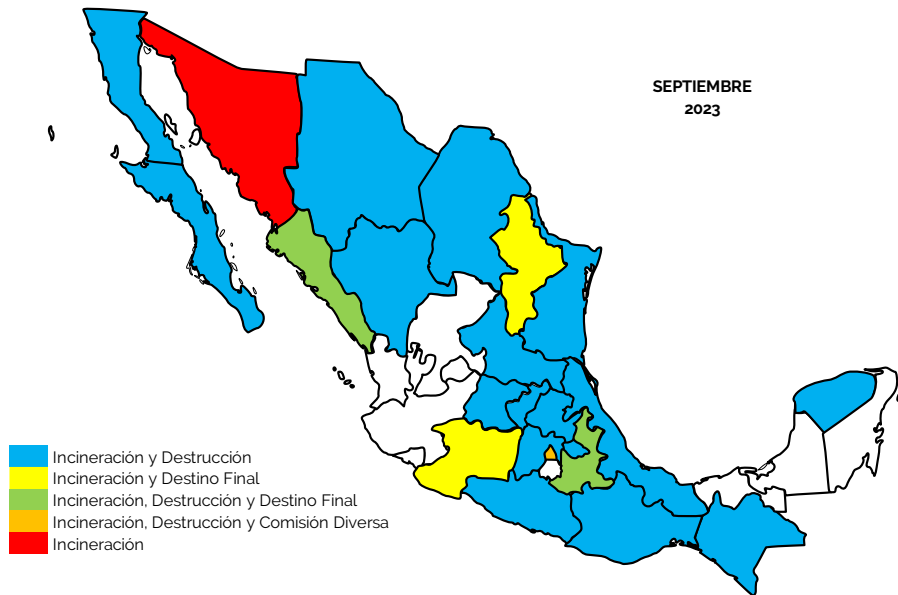 SEPTIEMBRE
2023
Incineración y Destrucción
Incineración y Destino Final
Incineración, Destrucción y Destino Final
Incineración, Destrucción y Comisión Diversa
Incineración